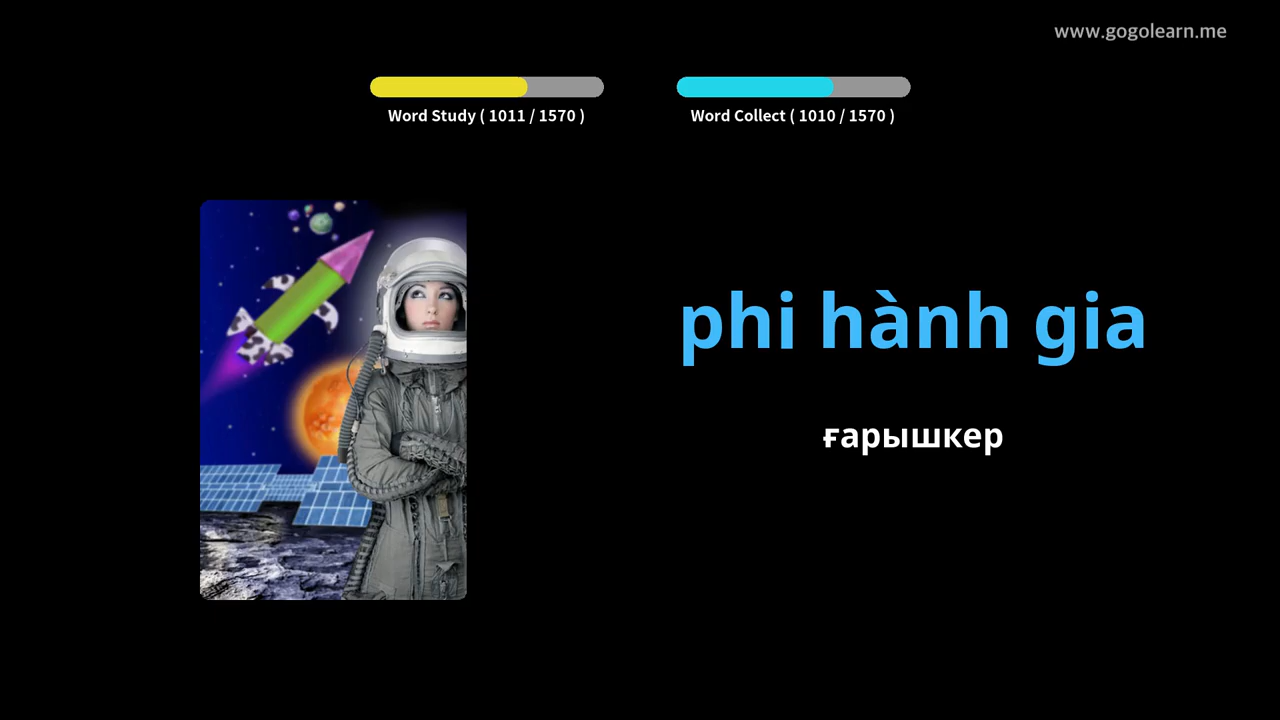 www.gogolearn.me
Word Study ( 1011 / 1570 )
Word Collect ( 1010 / 1570 )
phi hành gia
ғарышкер